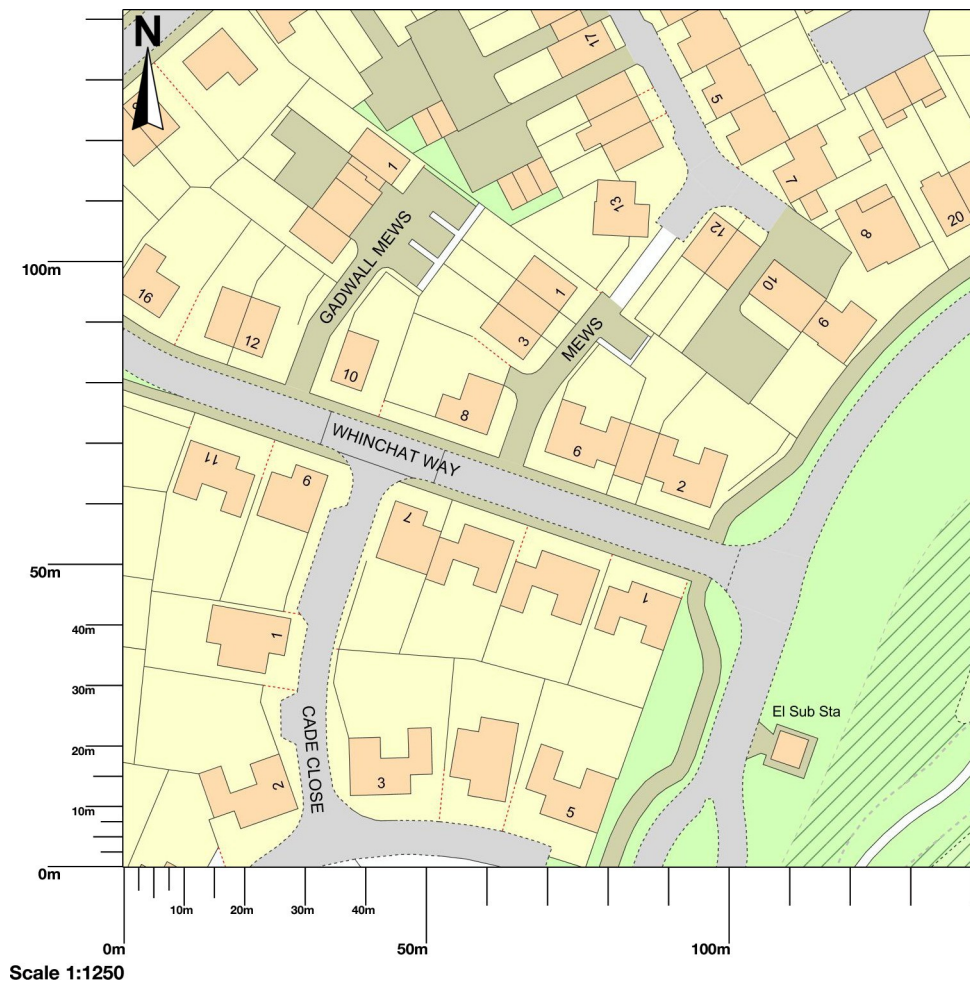 N
17
5
1
7
13
12
8
20
GADWALL MEWS
100m
16
10
1
6
12
3
MEWS
10
8
WHINCHAT WAY
6
2
11
9
7
50m
1
40m
1
30m
CADE CLOSE
El Sub Sta
20m
3
2
5
10m
0m
10m
20m
30m
40m
0m
50m
100m
Scale 1:1250